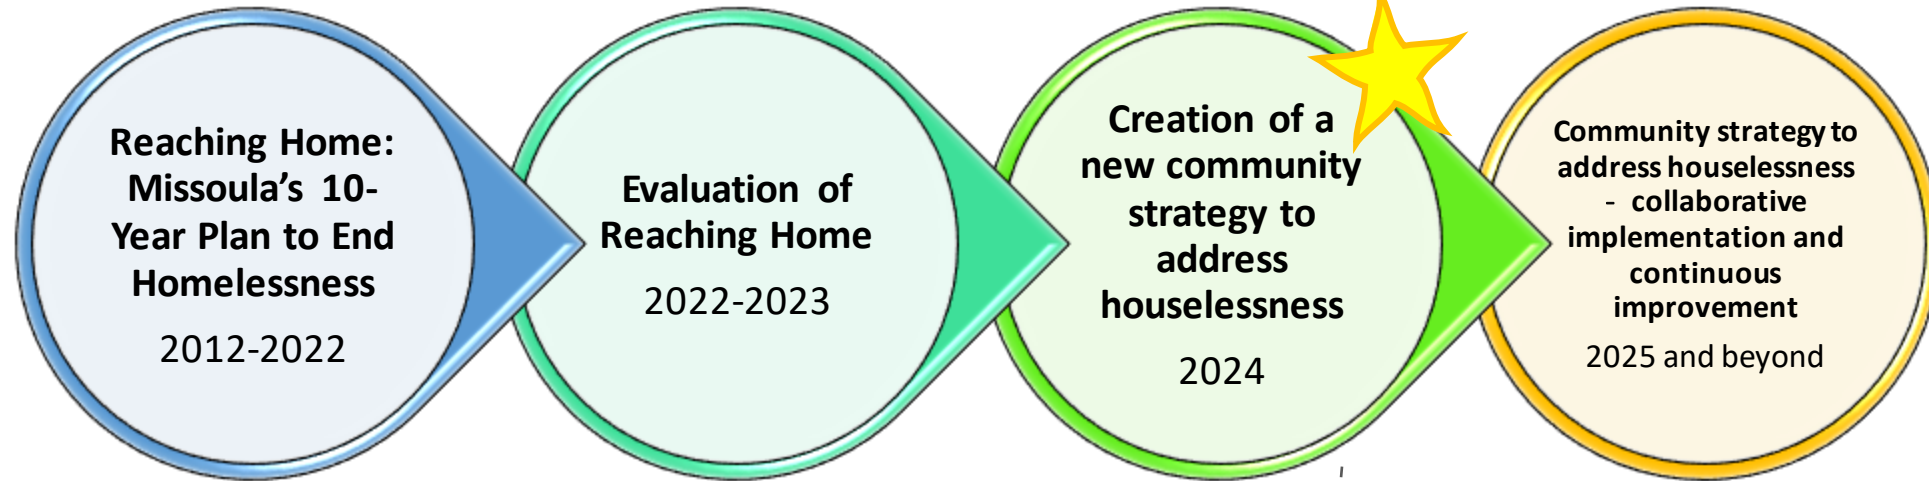 Reaching Home:
Missoula’s 10-
Year Plan to End
Homelessness
2012-2022
Evaluation of
Reaching Home
2022-2023
Creation of a
new community
strategy to
address
houselessness
2024
Community strategy to
address houselessness
- collaborative
implementation and
continuous
improvement
2025 and beyond